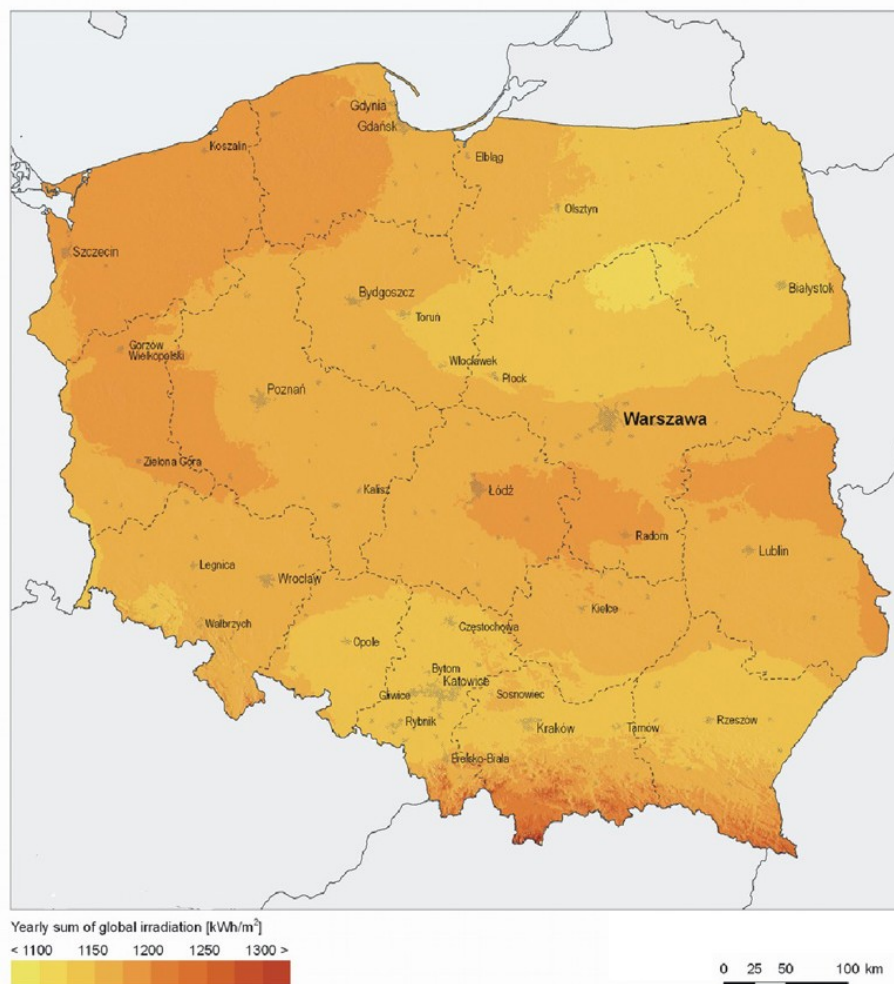 Gdynia
Gdańsk
Koszalin
Elbląg
Olsztyn
Szczecin
Białystok
Bydgoszcz
Toruń
Gorzów
Wielkopolski
Włocławek
Płock
Poznań
Warszawa
Zielona Góra
Kalisz
Łódź
Radom
Lublin
Legnica
Wrocław
Kielce
Wałbrzych
Częstochowa
Opole
Bytom
Katowice
Gliwice
Sosnowiec
Rybnik
Kraków
Tarnów
Rzeszów
Bielsko-Biała
Yearly sum of global irradiation [kWh/m²]
< 1100 1150 1200 1250 1300 >
0 25 50 100 km